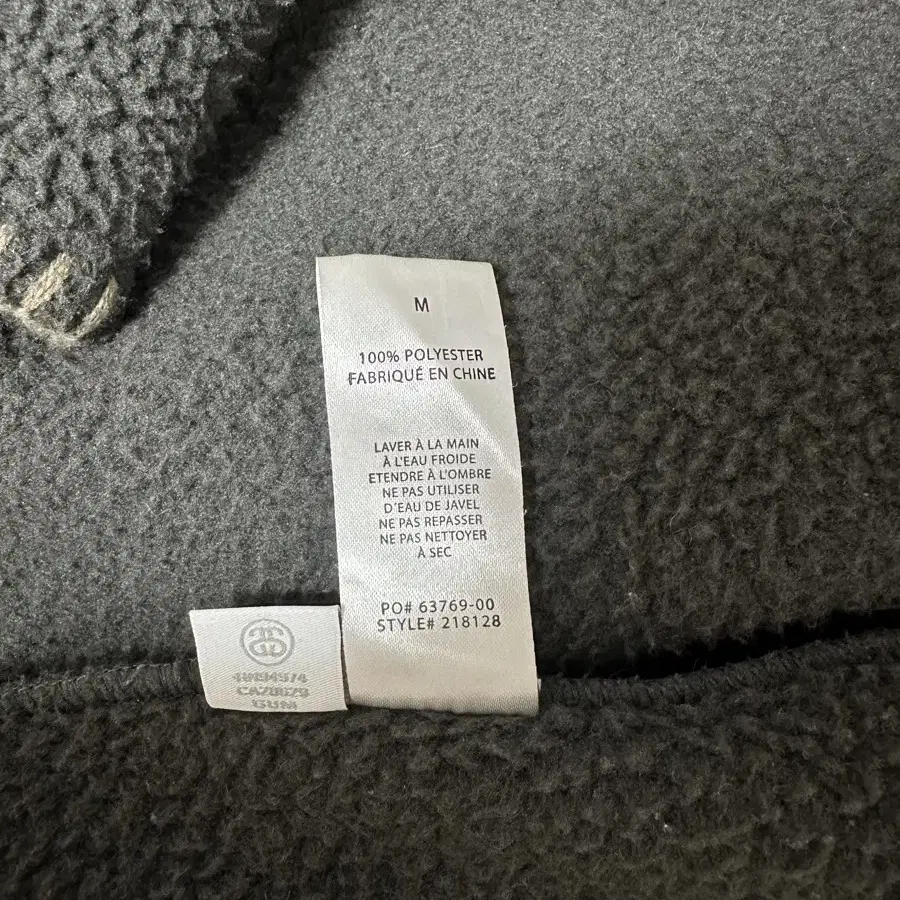 M
100% POLYESTER
FABRIQUÉ EN CHINE
LAVER À LA MAIN
À L'EAU FROIDE
ETENDRE À L'OMBRE
NE PAS UTILISER
D'EAU DE JAVEL
NE PAS REPASSER
NE PAS NETTOYER
À SEC
PO# 63769-00
STYLE# 218128